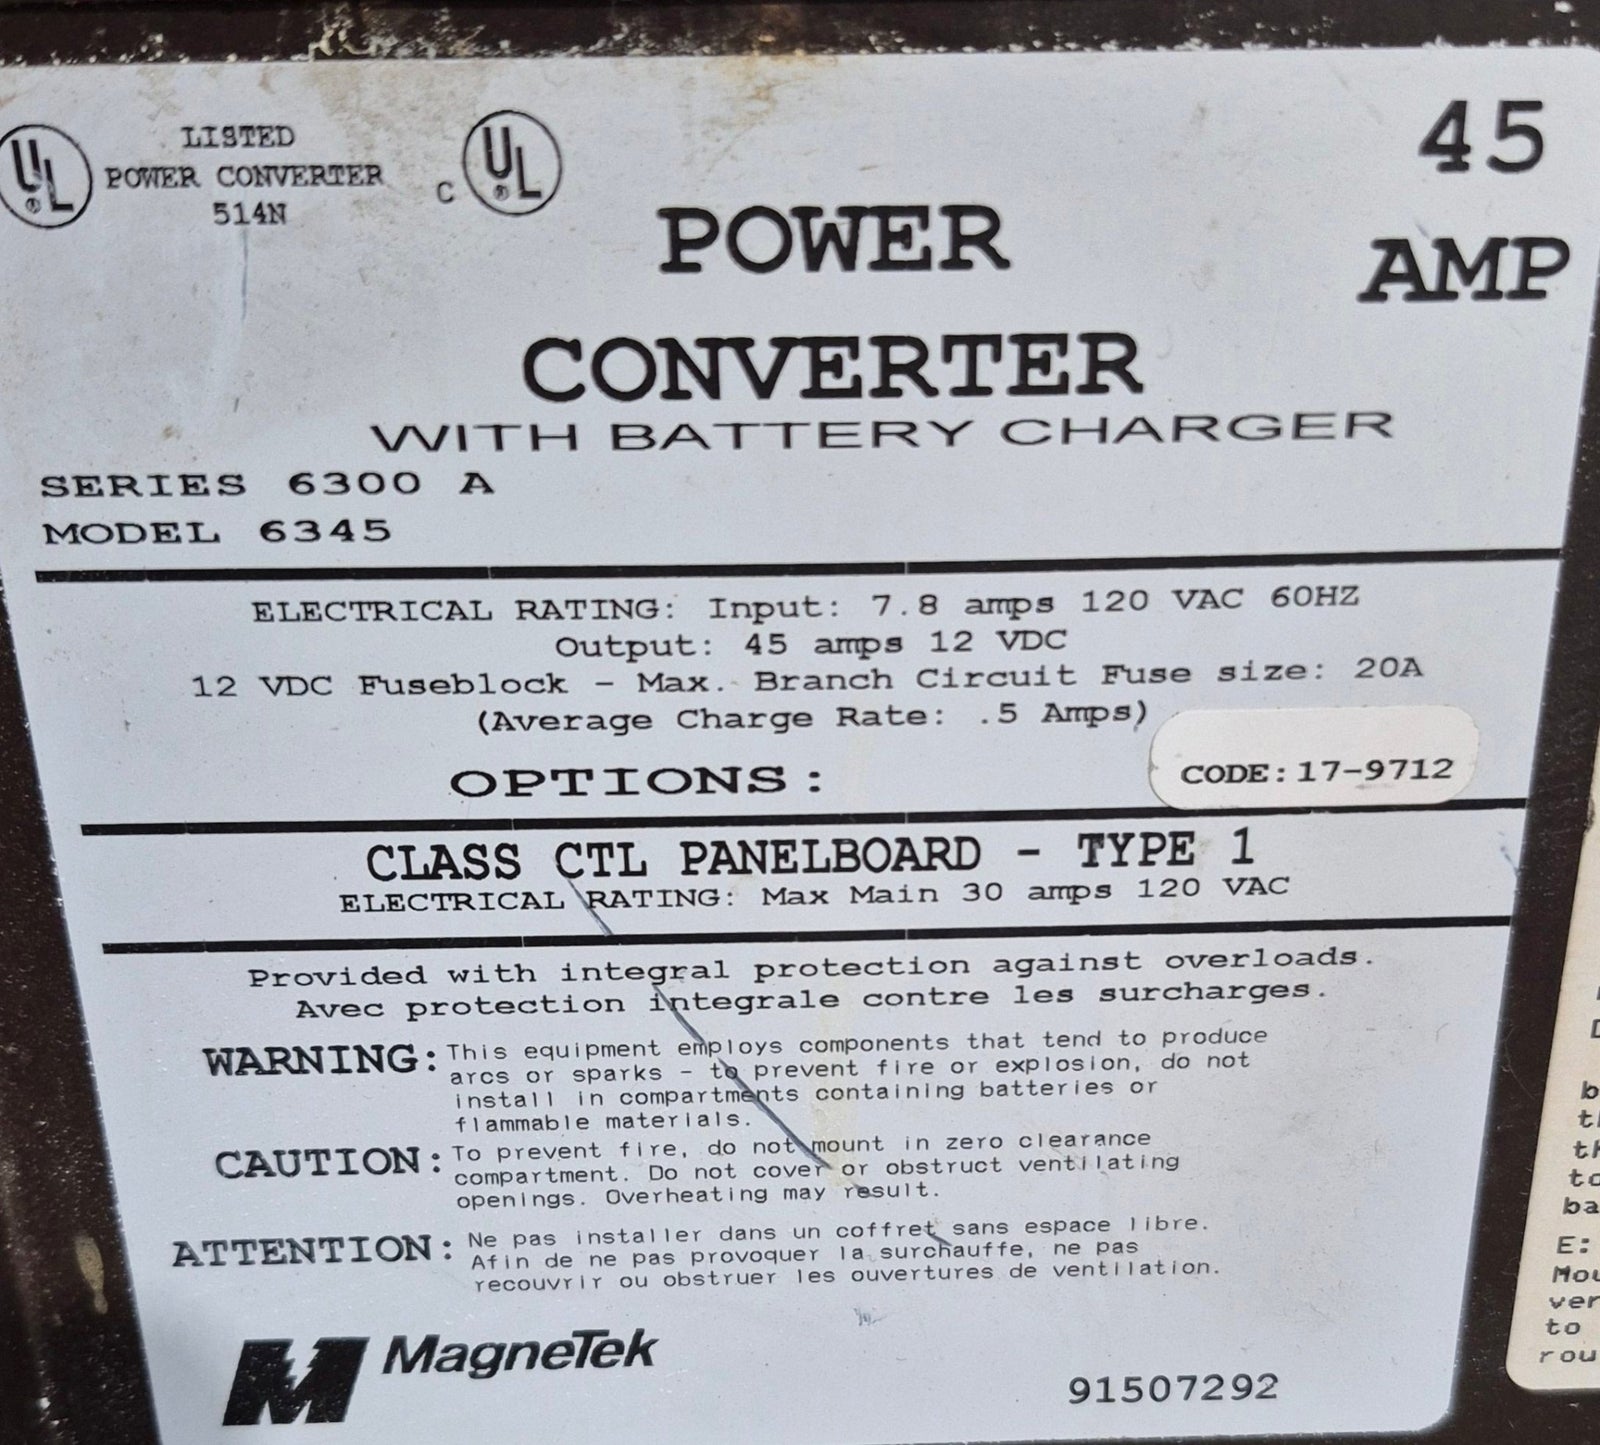 UL ® LISTED
POWER CONVERTER
514N
C UL ®
45
AMP
POWER
CONVERTER
WITH BATTERY CHARGER
SERIES 6300 A
MODEL 6345
ELECTRICAL RATING: Input: 7.8 amps 120 VAC 60HZ
Output: 45 amps 12 VDC
12 VDC Fuseblock - Max. Branch Circuit Fuse size: 20A
(Average Charge Rate: .5 Amps)
OPTIONS:
CODE:17-9712
CLASS CTL PANELBOARD - TYPE 1
ELECTRICAL RATING: Max Main 30 amps 120 VAC
Provided with integral protection against overloads.
Avec protection integrale contre les surcharges.
WARNING: This equipment employs components that tend to produce
arcs or sparks - to prevent fire or explosion, do not
install in compartments containing batteries or
flammable materials.
CAUTION: To prevent fire, do not mount in zero clearance
compartment. Do not cover or obstruct ventilating
openings. Overheating may result.
ATTENTION: Ne pas installer dans un coffret sans espace libre.
Afin de ne pas provoquer la surchauffe, ne pas
recouvrir ou obstruer les ouvertures de ventilation.
MagneTek
91507292
E:
to